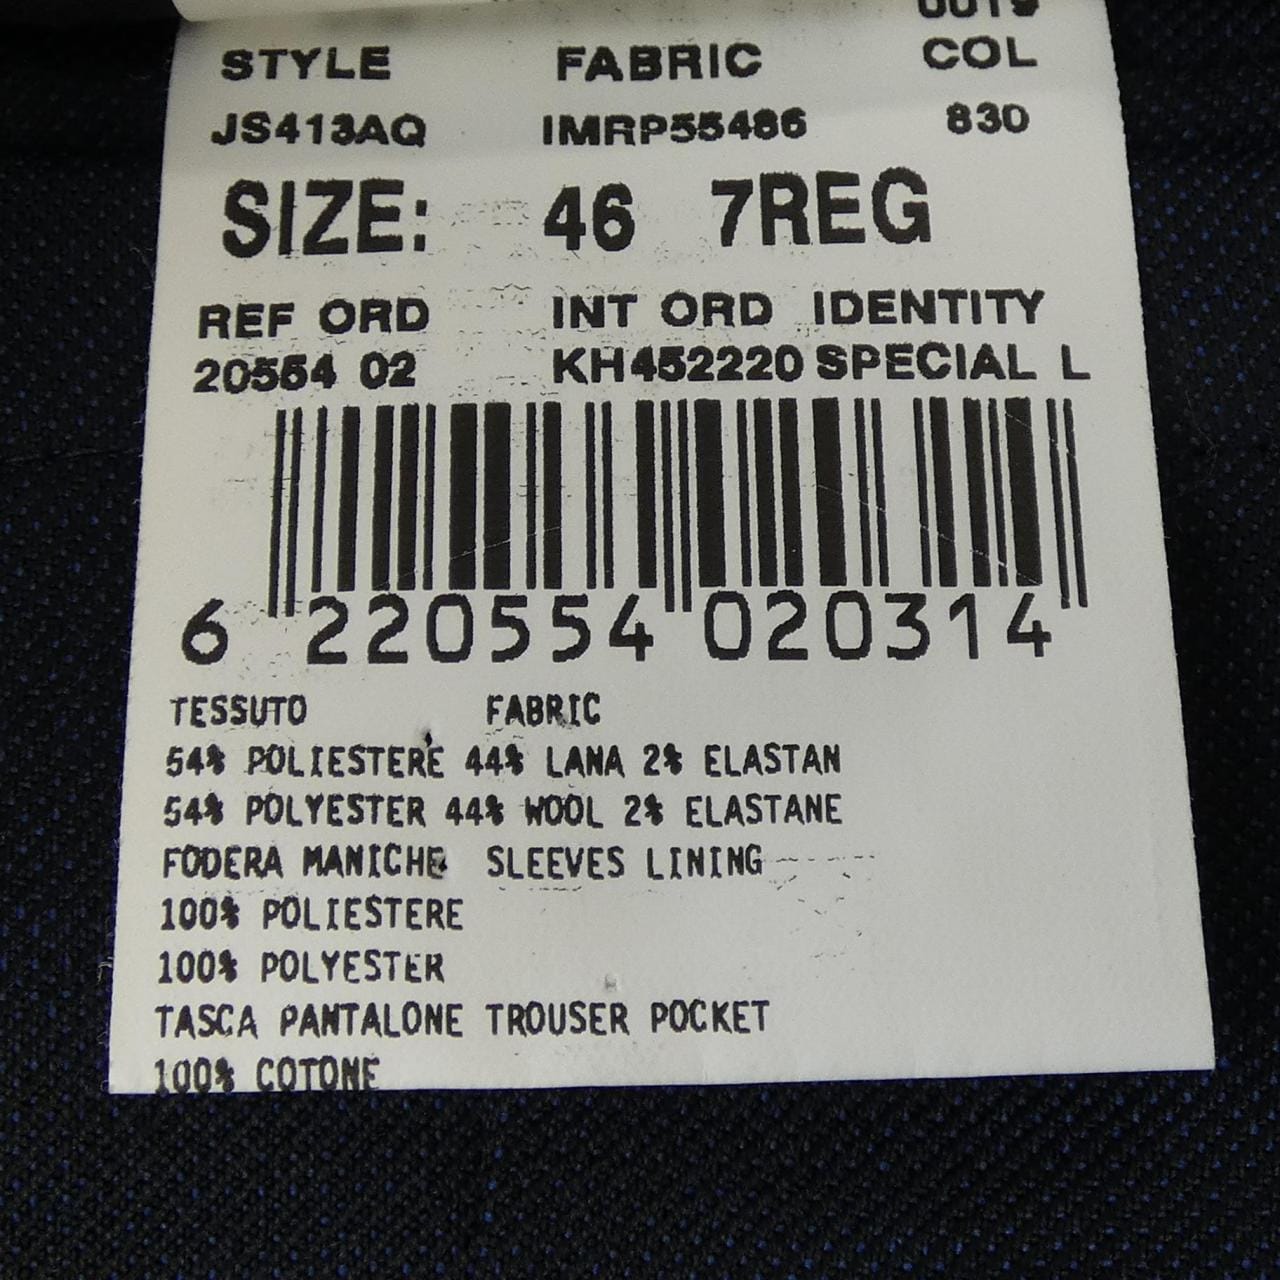 STYLE FABRIC COL
JS413AQ IMRP55486 830
SIZE: 46 7REG
REF ORD INT ORD IDENTITY
20554 02 KH452220 SPECIAL L
6 220554 020314
TESSUTO FABRIC
54% POLIESTERE 44% LANA 2% ELASTAN
54% POLYESTER 44% WOOL 2% ELASTANE
FODERA MANICHE SLEEVES LINING
100% POLIESTERE
100% POLYESTER
TASCA PANTALONE TROUSER POCKET
100% COTONE